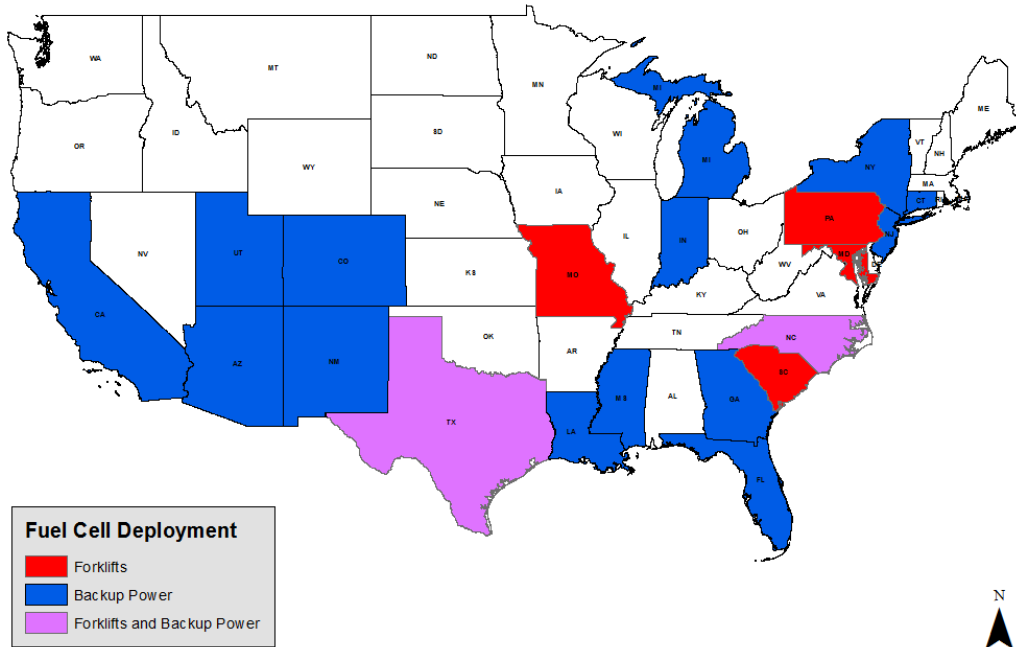 WA
MT
ND
MN
ME
OR
ID
SD
WI
MI
VT
NH
WY
MI
NY
MA
CT
IA
NE
PA
NJ
NV
UT
CO
KS
MO
IL
IN
OH
WV
MD
VA
KY
CA
AZ
NM
OK
AR
TN
NC
SC
TX
LA
MS
AL
GA
FL
Fuel Cell Deployment
Forklifts
Backup Power
Forklifts and Backup Power
N